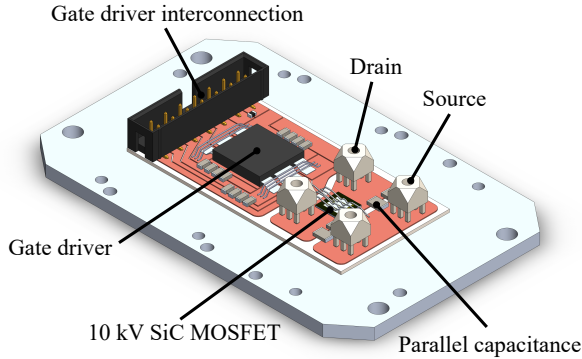 Gate driver interconnection
Drain
Source
Gate driver
10 kV SiC MOSFET
Parallel capacitance